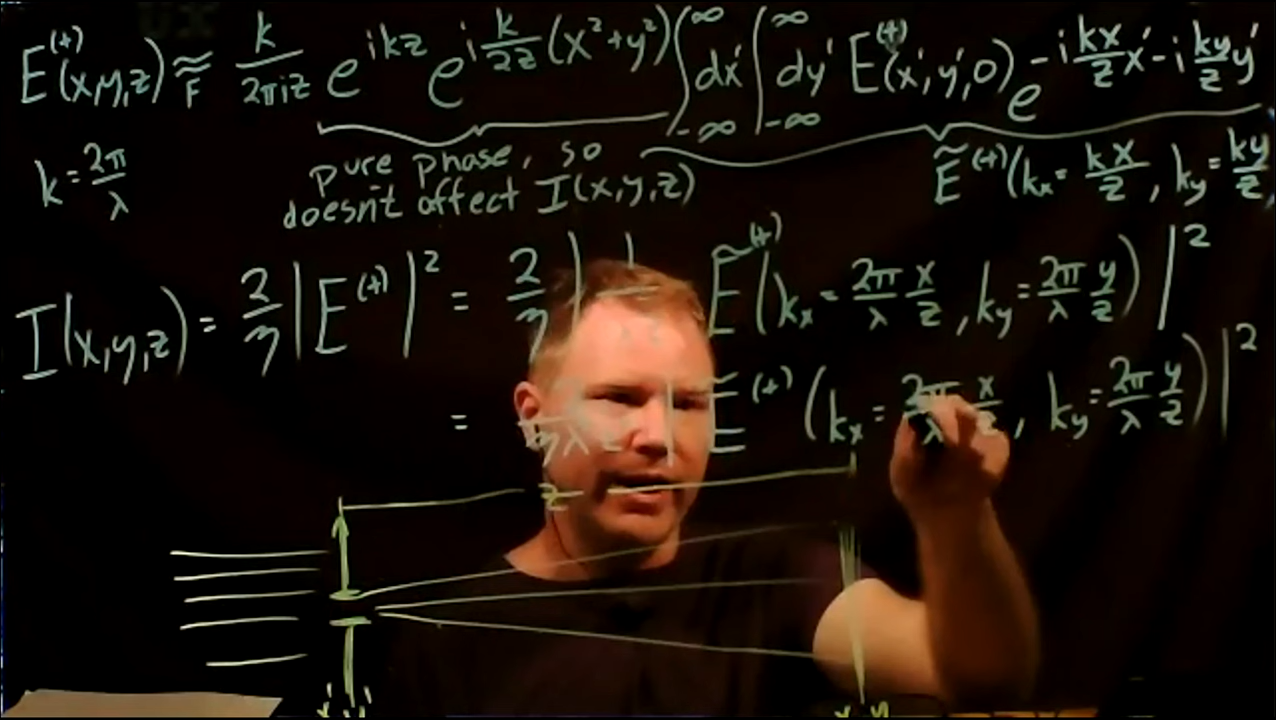 E^(+)(x,y,z) ≈_F k/(2πiz) e^{ikz} e^{i k/(2z) (x²+y²)} ∫_{-∞}^{∞} dx' ∫_{-∞}^{∞} dy' E^(+)(x',y',0) e^{-i kx/z x' - i ky/z y'}
k = 2π/λ
pure phase, so
doesn't affect I(x,y,z)
Ẽ^(+)(k_x = kx/z, k_y = ky/z,
I(x,y,z) = 2/η |E^(+)|² = 2/η | Ẽ^(+)(k_x = 2π/λ x/z, k_y = 2π/λ y/z)|²
= | Ẽ^(+)(k_x = 2π/λ x/z, k_y = 2π/λ y/z)|²
z
x' y'
x y